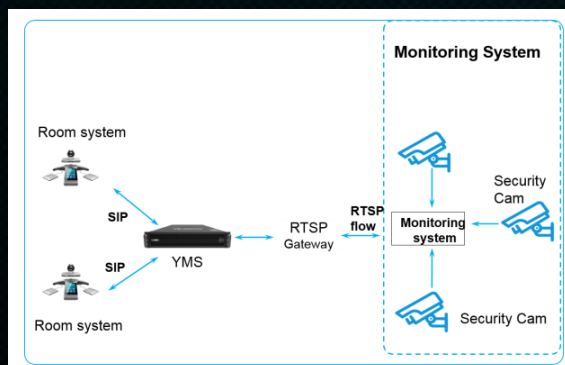 Monitoring System
Room system
SIP
YMS
SIP
Room system
RTSP
Gateway
RTSP
flow
Monitoring
system
Security
Cam
Security Cam